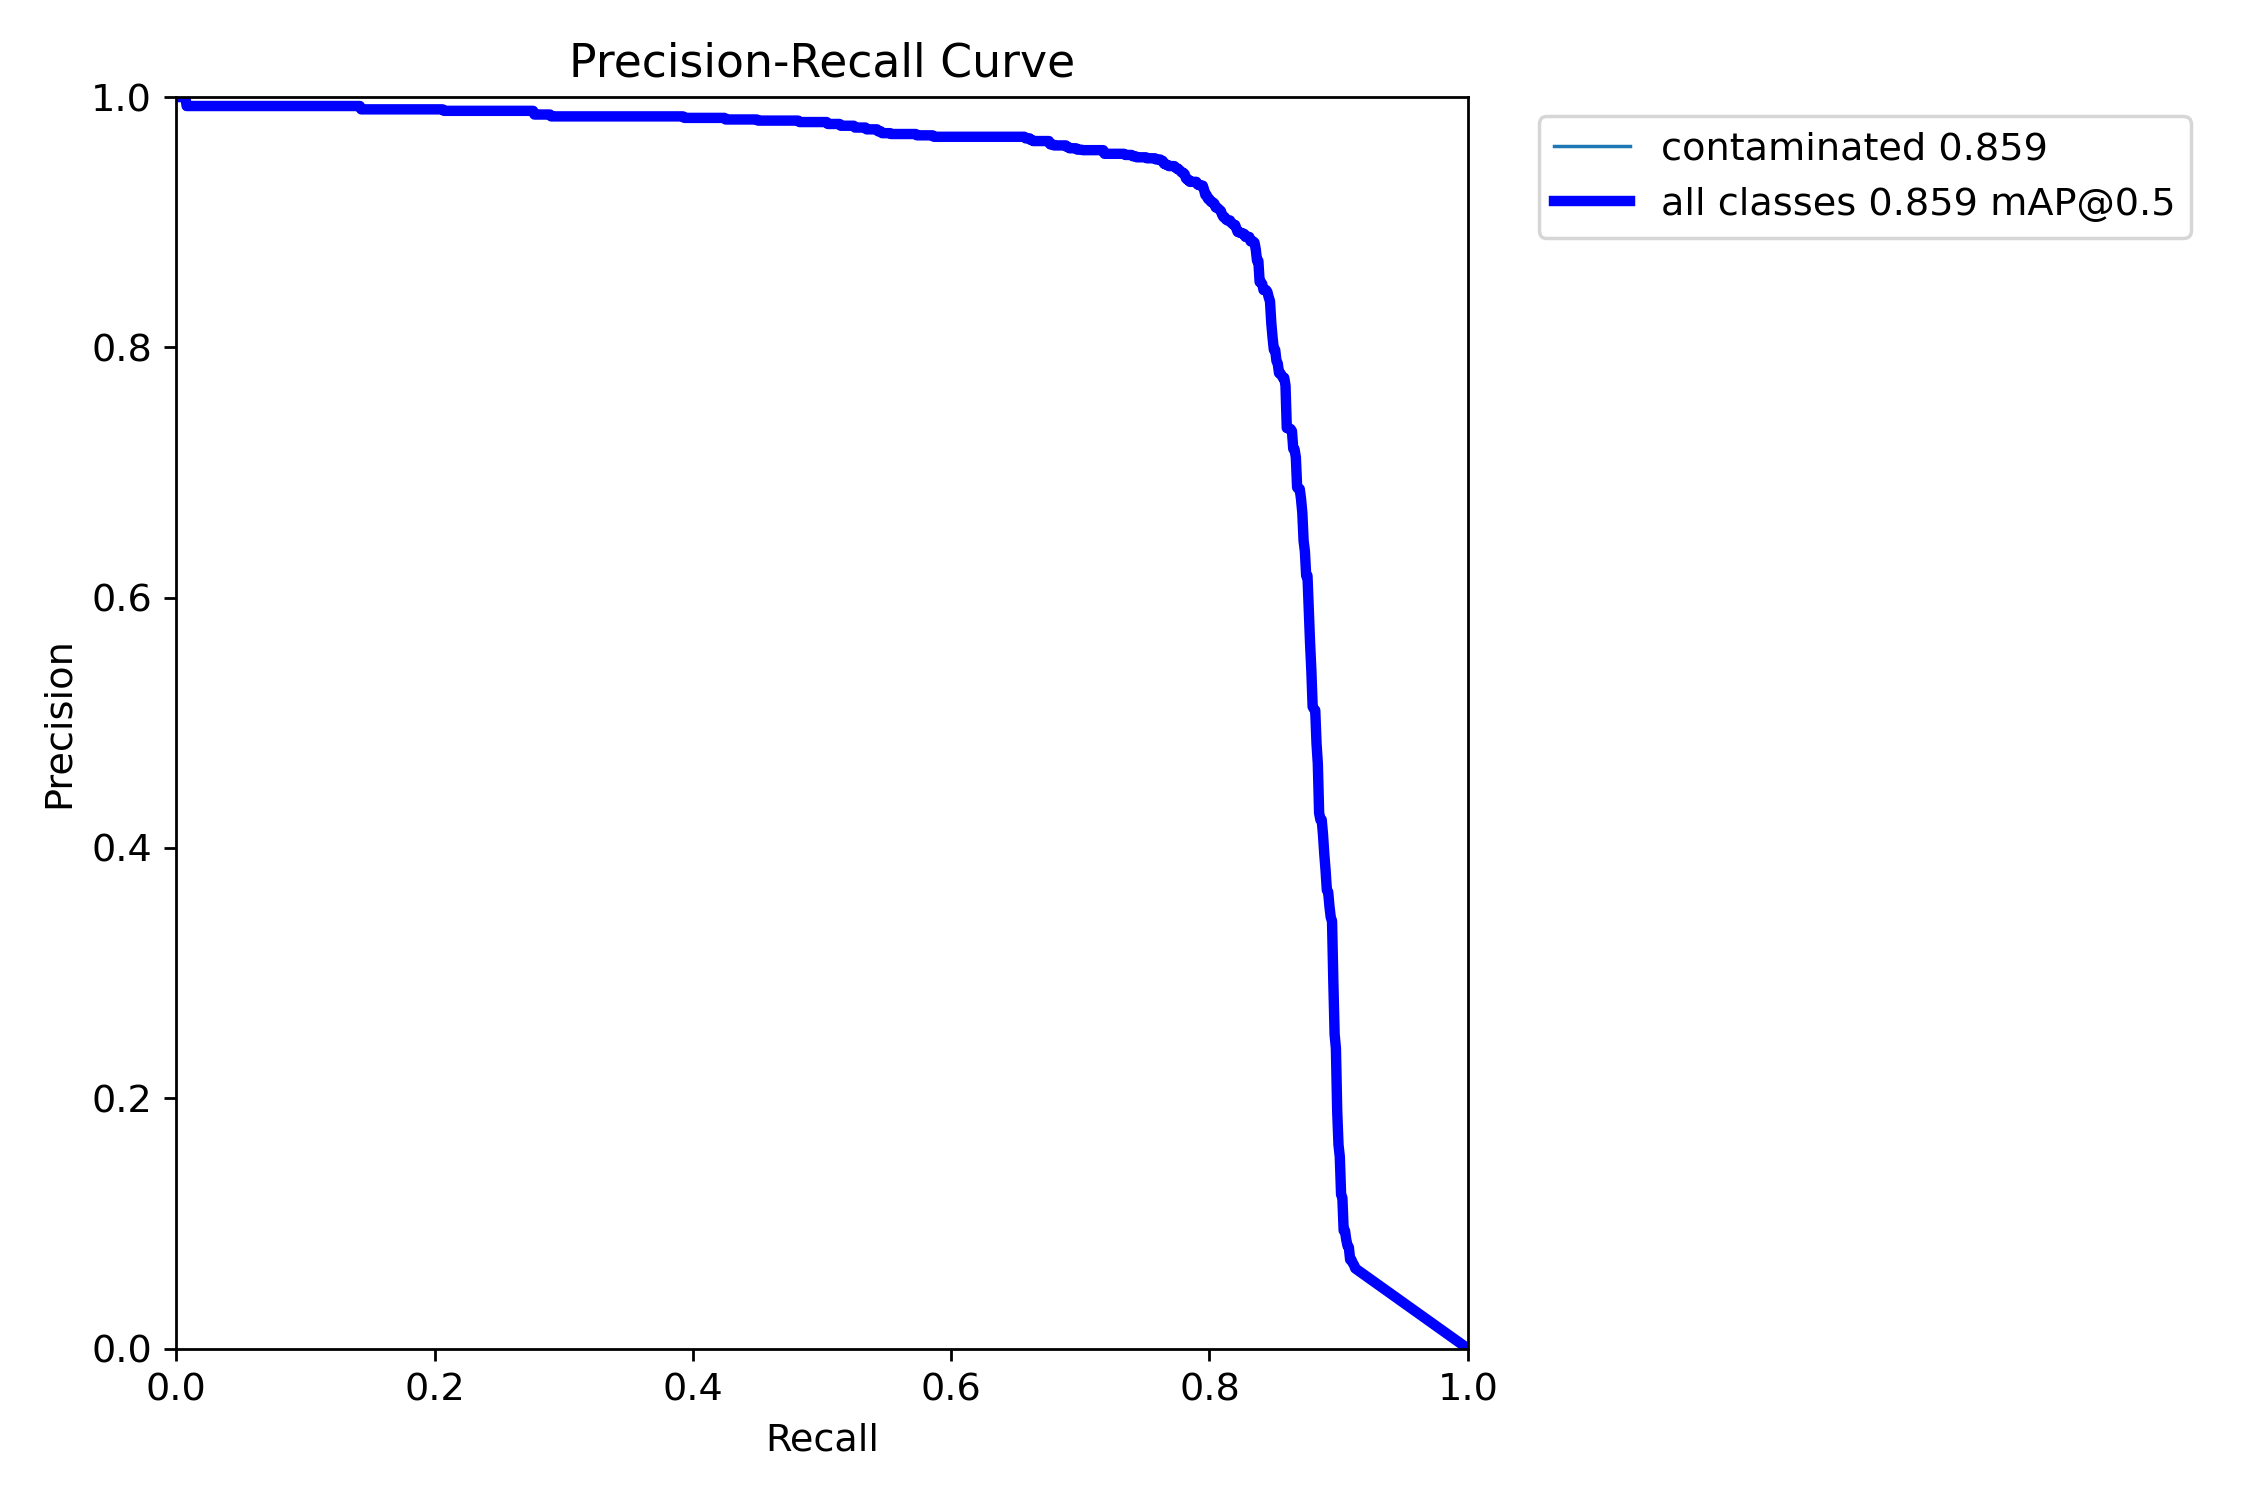 Precision-Recall Curve
1.0
0.8
0.6
0.4
0.2
0.0
Precision
0.0 0.2 0.4 0.6 0.8 1.0
Recall
contaminated 0.859
all classes 0.859 mAP@0.5